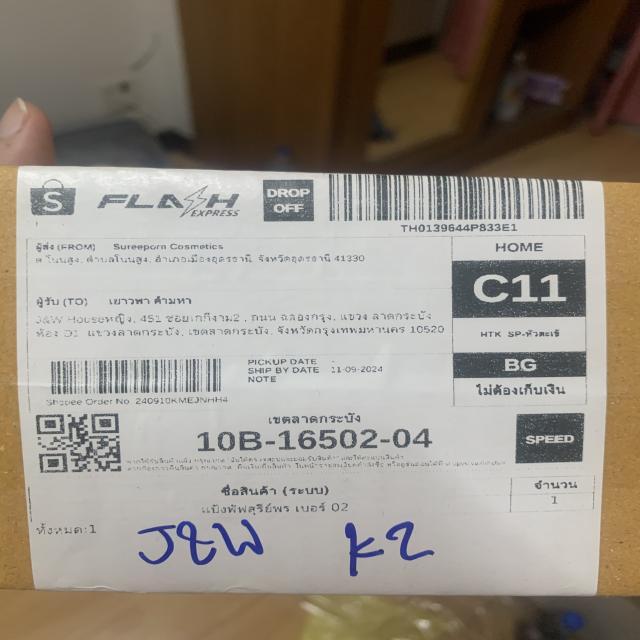 S FLASH EXPRESS DROP OFF
TH0139644P833E1
ผู้ส่ง (FROM) Sureeporn Cosmetics
ต.โนนสูง, ตำบลโนนสูง, อำเภอเมืองอุดรธานี, จังหวัดอุดรธานี 41330
HOME
C11
ผู้รับ (TO) เยาวพา คำมหา
J&W Houseหญิง, 451 ซอยเกกีงาม2 , ถนน ฉลองกรุง, แขวง ลาดกระบัง
ห้อง D1 แขวงลาดกระบัง, เขตลาดกระบัง, จังหวัดกรุงเทพมหานคร 10520
HTK SP-หัวตะเข้
BG
ไม่ต้องเก็บเงิน
PICKUP DATE -
SHIP BY DATE 11-09-2024
NOTE
Shopee Order No. 240910KMEJNHH4
เขตลาดกระบัง
10B-16502-04
SPEED
ชื่อสินค้า (ระบบ)
จำนวน
แป้งพัฟสุรีย์พร เบอร์ 02
1
ทั้งหมด:1
J&W K2